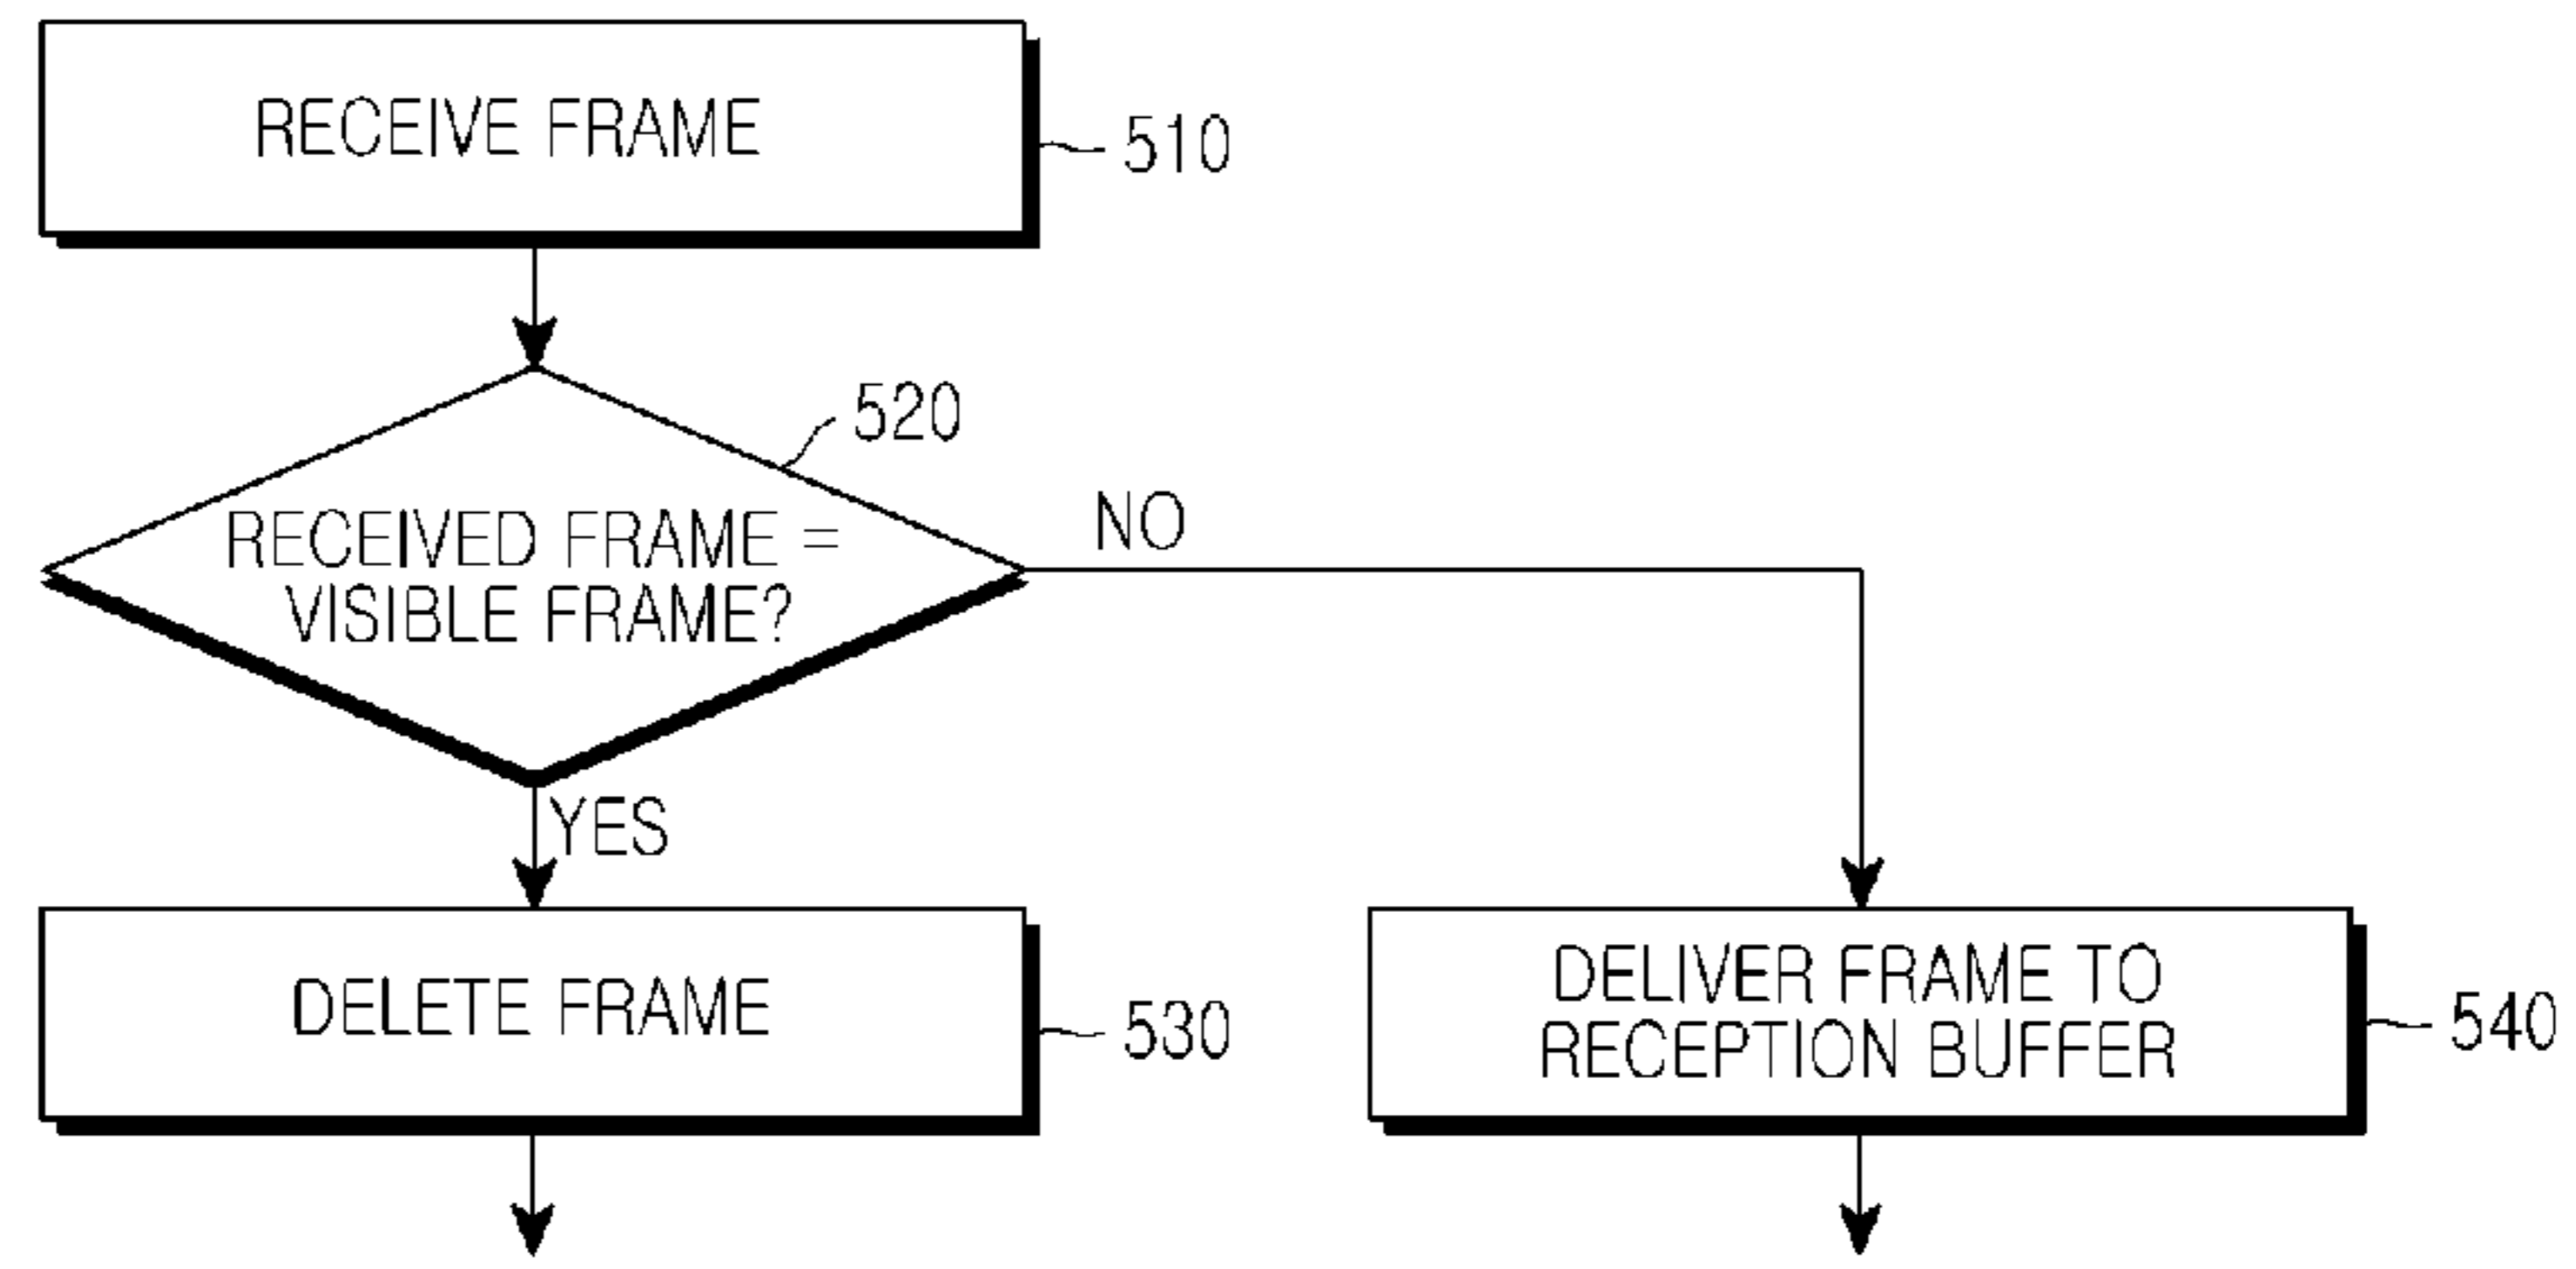 RECEIVE FRAME
510
520
RECEIVED FRAME =
VISIBLE FRAME?
NO
YES
DELETE FRAME
530
DELIVER FRAME TO
RECEPTION BUFFER
540